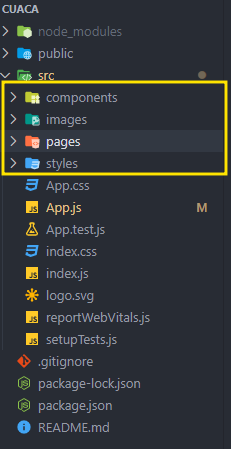 CUACA
node_modules
public
src
components
images
pages
styles
App.css
App.js M
App.test.js
index.css
index.js
logo.svg
reportWebVitals.js
setupTests.js
.gitignore
package-lock.json
package.json
README.md